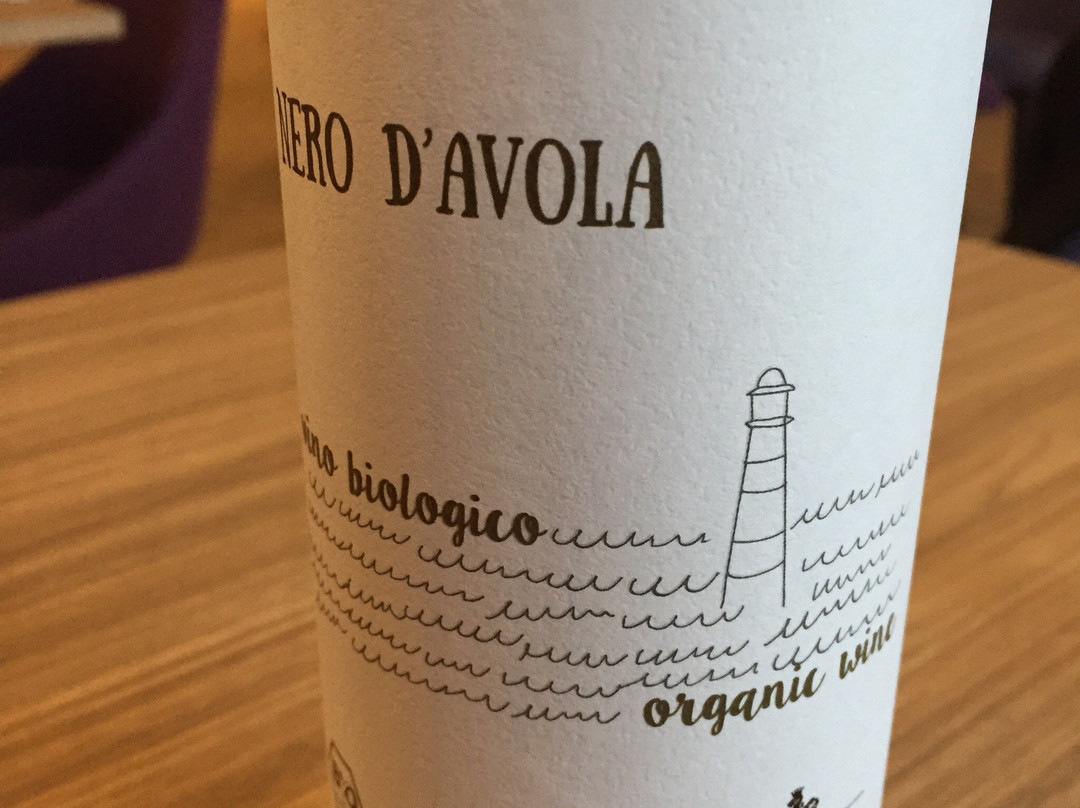 NERO D'AVOLA
vino biologico
organic wine